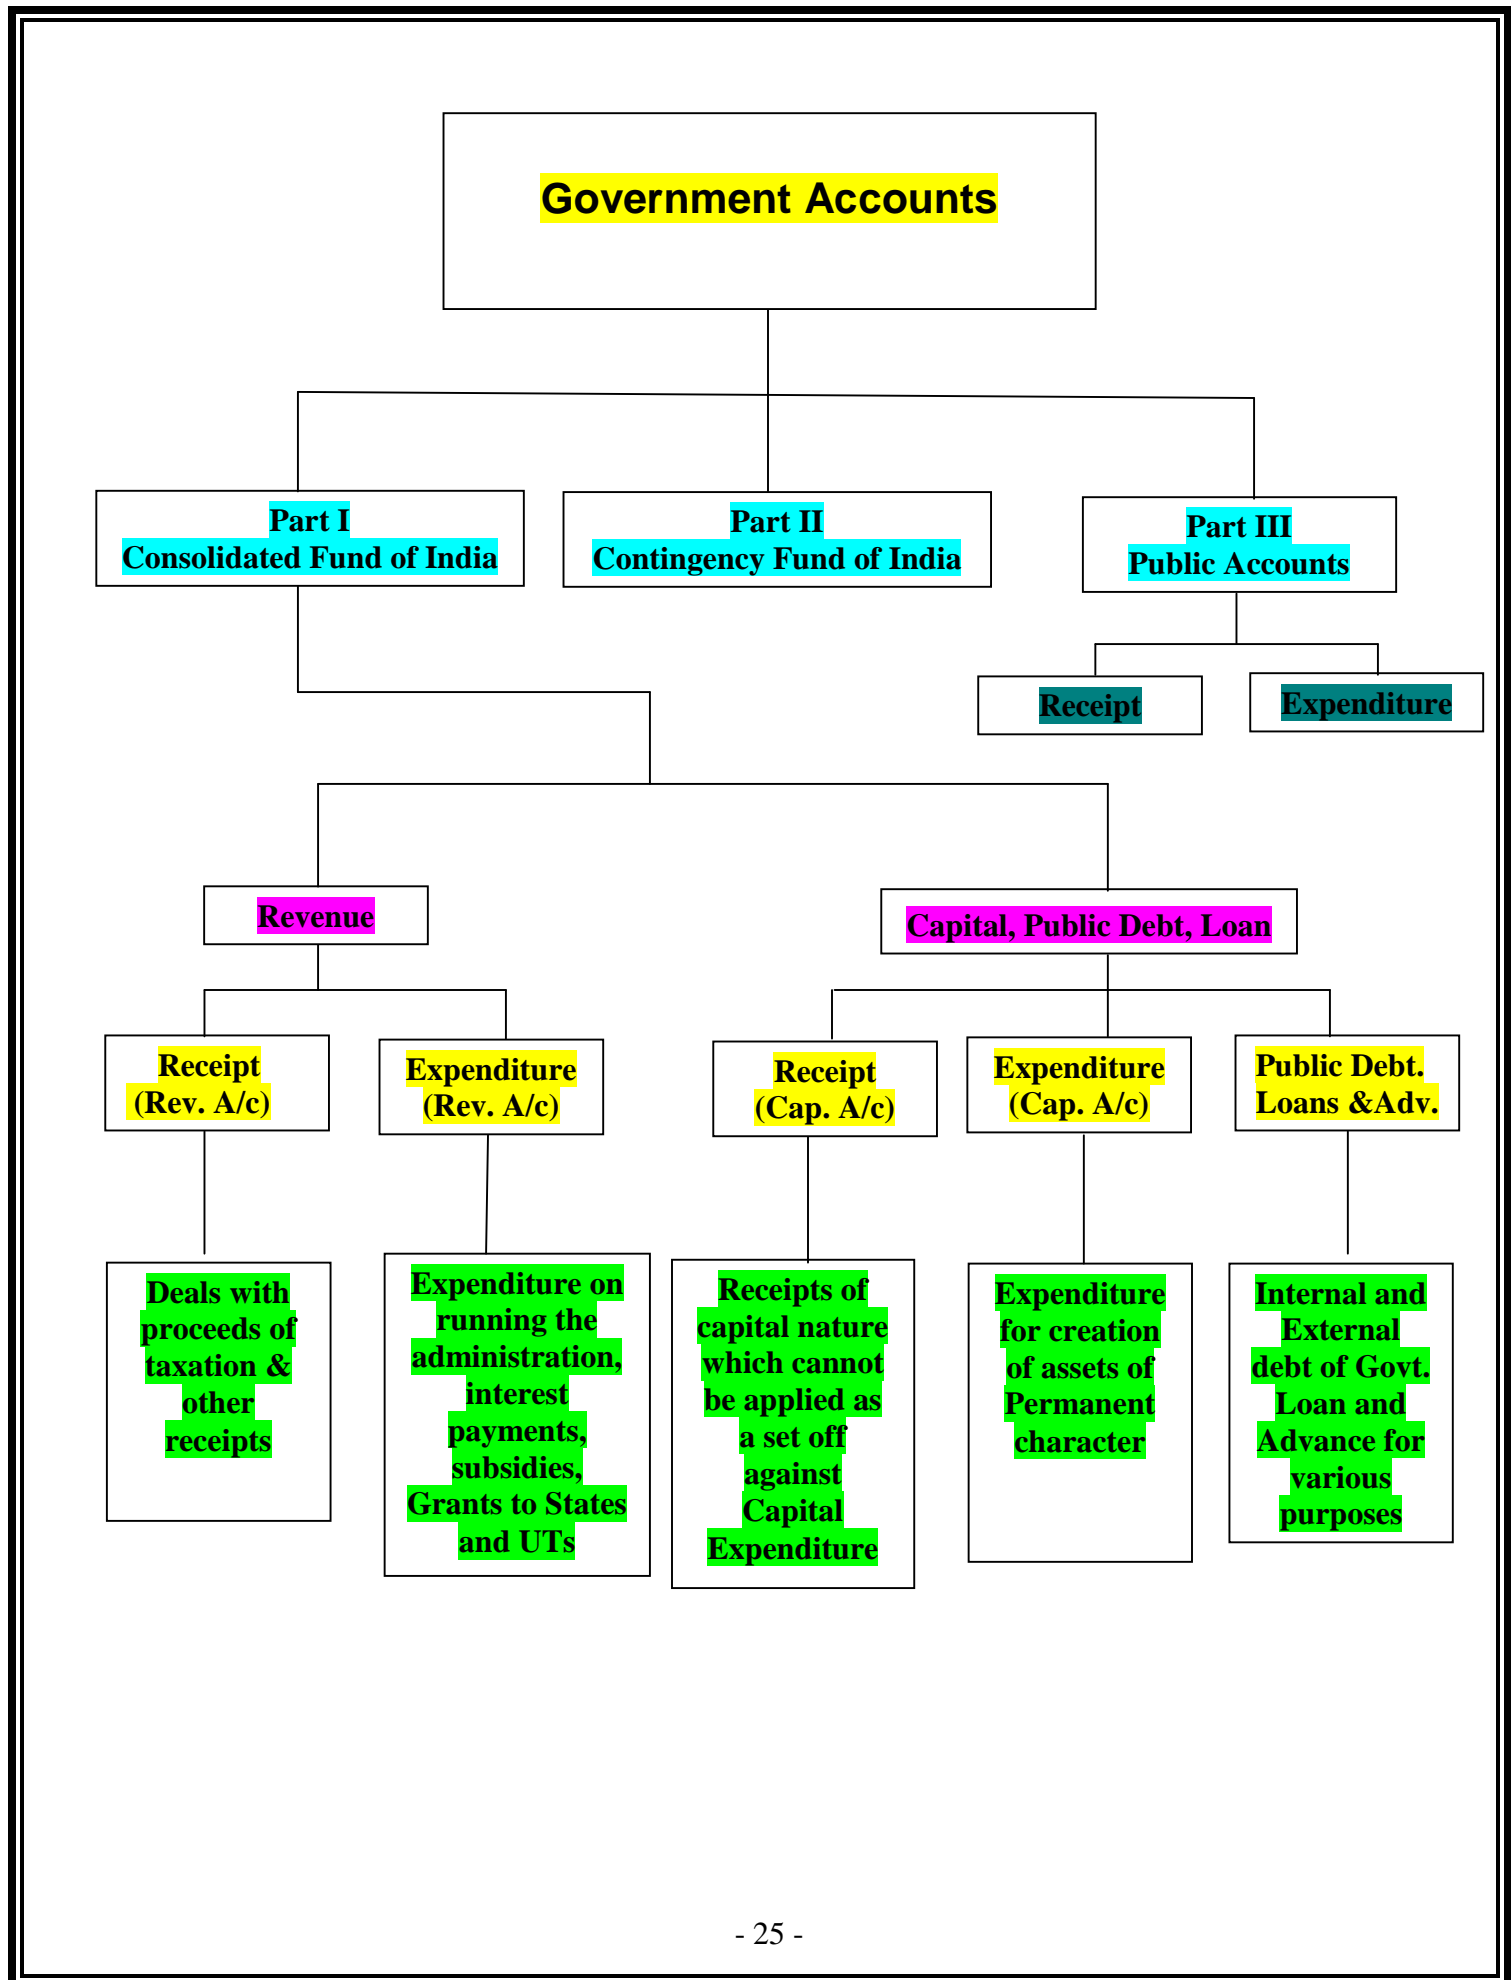 Government Accounts
Part I
Consolidated Fund of India
Part II
Contingency Fund of India
Part III
Public Accounts
Receipt
Expenditure
Revenue
Capital, Public Debt, Loan
Receipt
(Rev. A/c)
Expenditure
(Rev. A/c)
Receipt
(Cap. A/c)
Expenditure
(Cap. A/c)
Public Debt.
Loans &Adv.
Deals with
proceeds of
taxation &
other
receipts
Expenditure on
running the
administration,
interest
payments,
subsidies,
Grants to States
and UTs
Receipts of
capital nature
which cannot
be applied as
a set off
against
Capital
Expenditure
Expenditure
for creation
of assets of
Permanent
character
Internal and
External
debt of Govt.
Loan and
Advance for
various
purposes
- 25 -